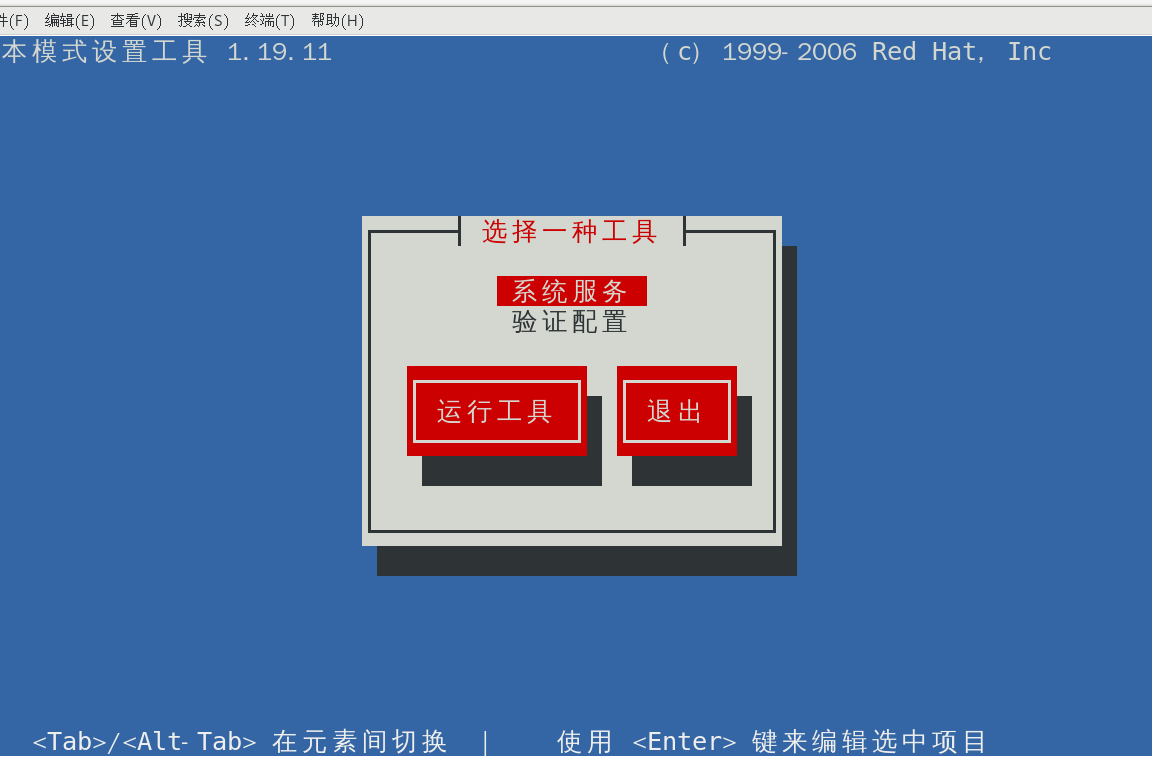 件(F) 编辑(E) 查看(V) 搜索(S) 终端(T) 帮助(H)
本模式设置工具 1.19.11 (c) 1999-2006 Red Hat, Inc
选择一种工具
系统服务
验证配置
运行工具 退出
<Tab>/<Alt-Tab> 在元素间切换 | 使用 <Enter> 键来编辑选中项目